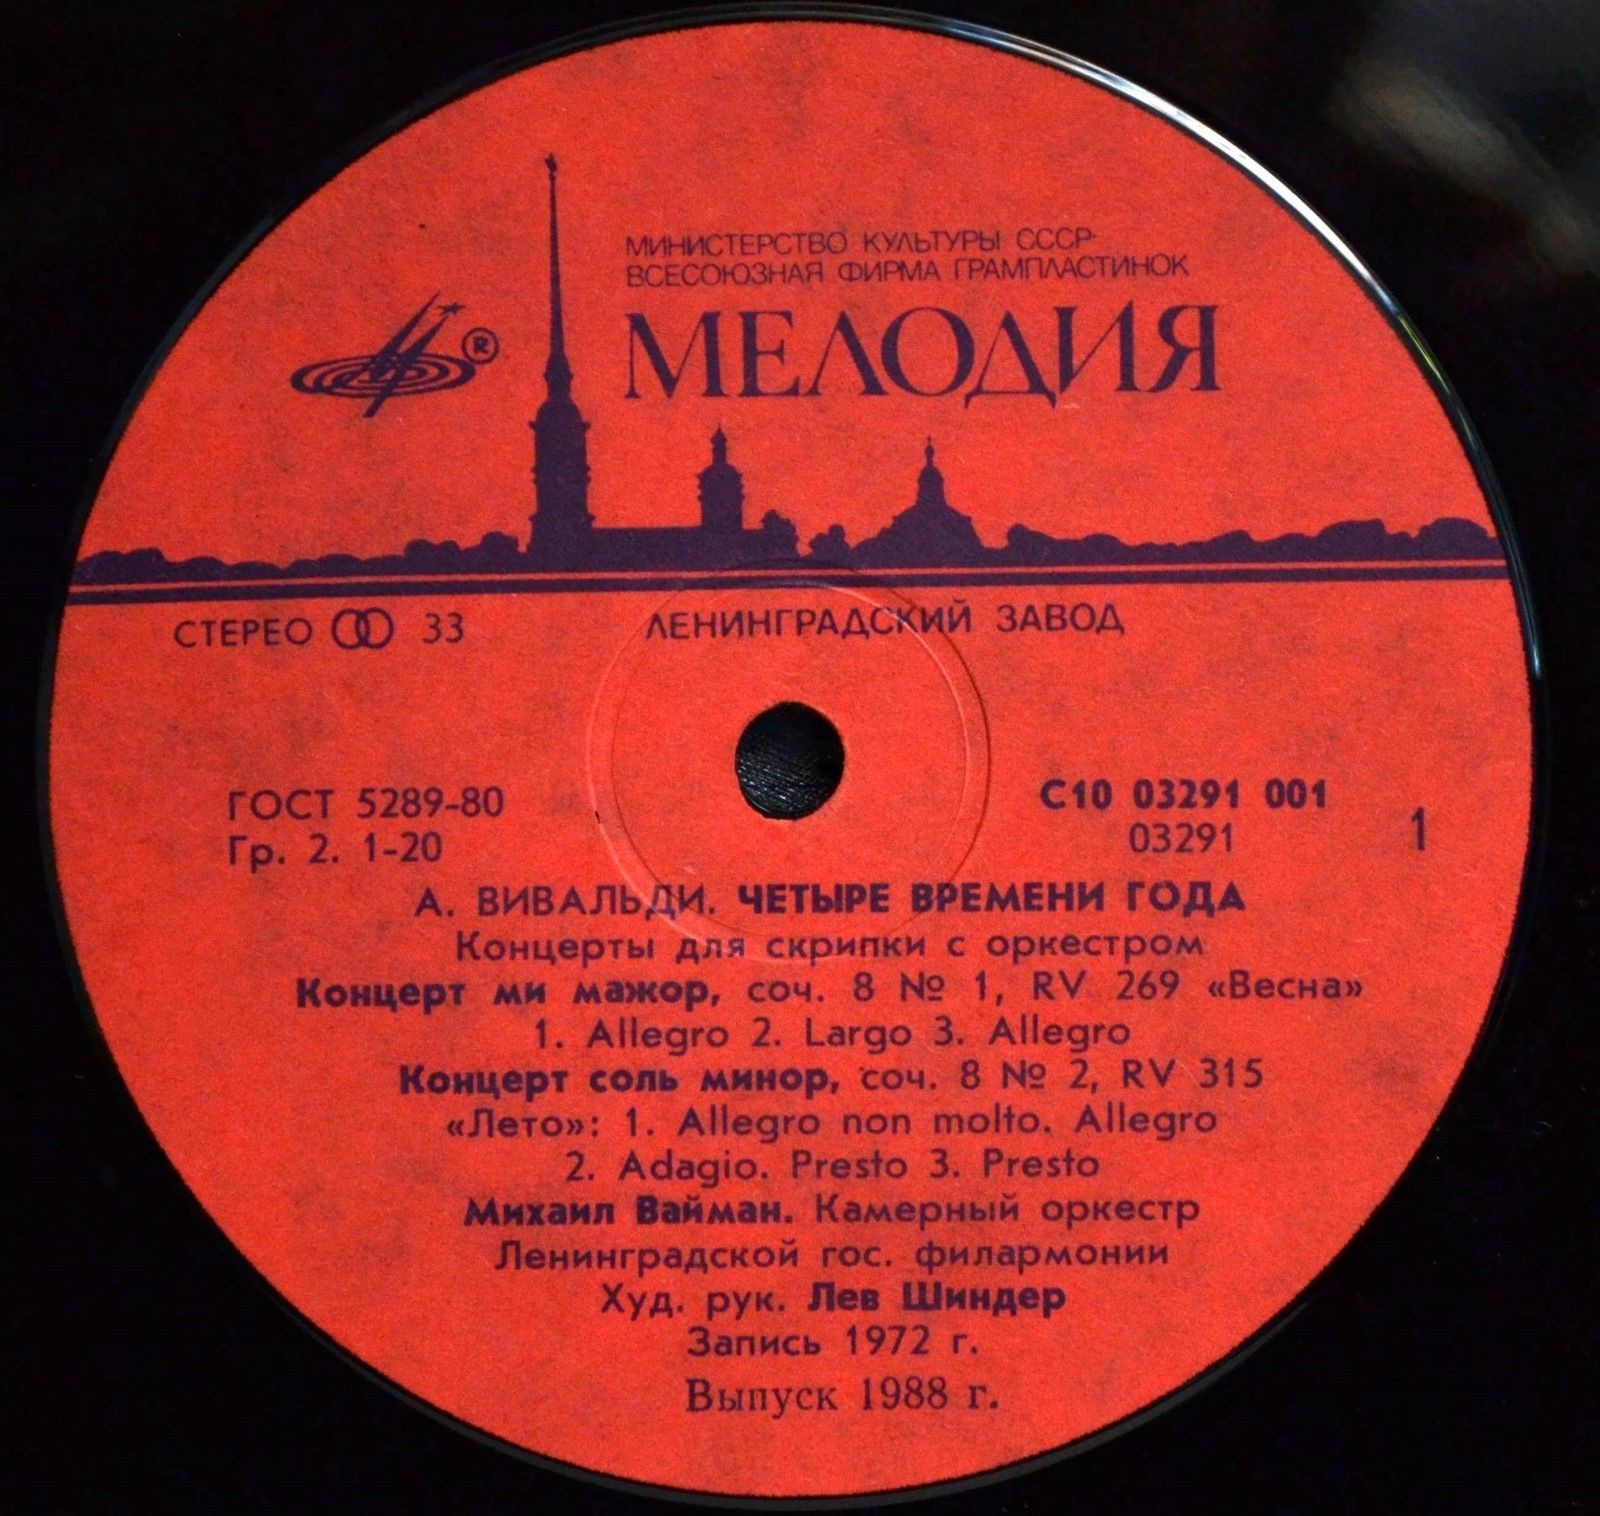 МИНИСТЕРСТВО КУЛЬТУРЫ СССР
ВСЕСОЮЗНАЯ ФИРМА ГРАМПЛАСТИНОК
®
МЕЛОДИЯ
СТЕРЕО 33
ЛЕНИНГРАДСКИЙ ЗАВОД
ГОСТ 5289-80
Гр. 2. 1-20
С10 03291 001
03291
1
А. ВИВАЛЬДИ. ЧЕТЫРЕ ВРЕМЕНИ ГОДА
Концерты для скрипки с оркестром
Концерт ми мажор, соч. 8 № 1, RV 269 «Весна»
1. Allegro 2. Largo 3. Allegro
Концерт соль минор, соч. 8 № 2, RV 315
«Лето»: 1. Allegro non molto. Allegro
2. Adagio. Presto 3. Presto
Михаил Вайман. Камерный оркестр
Ленинградской гос. филармонии
Худ. рук. Лев Шиндер
Запись 1972 г.
Выпуск 1988 г.